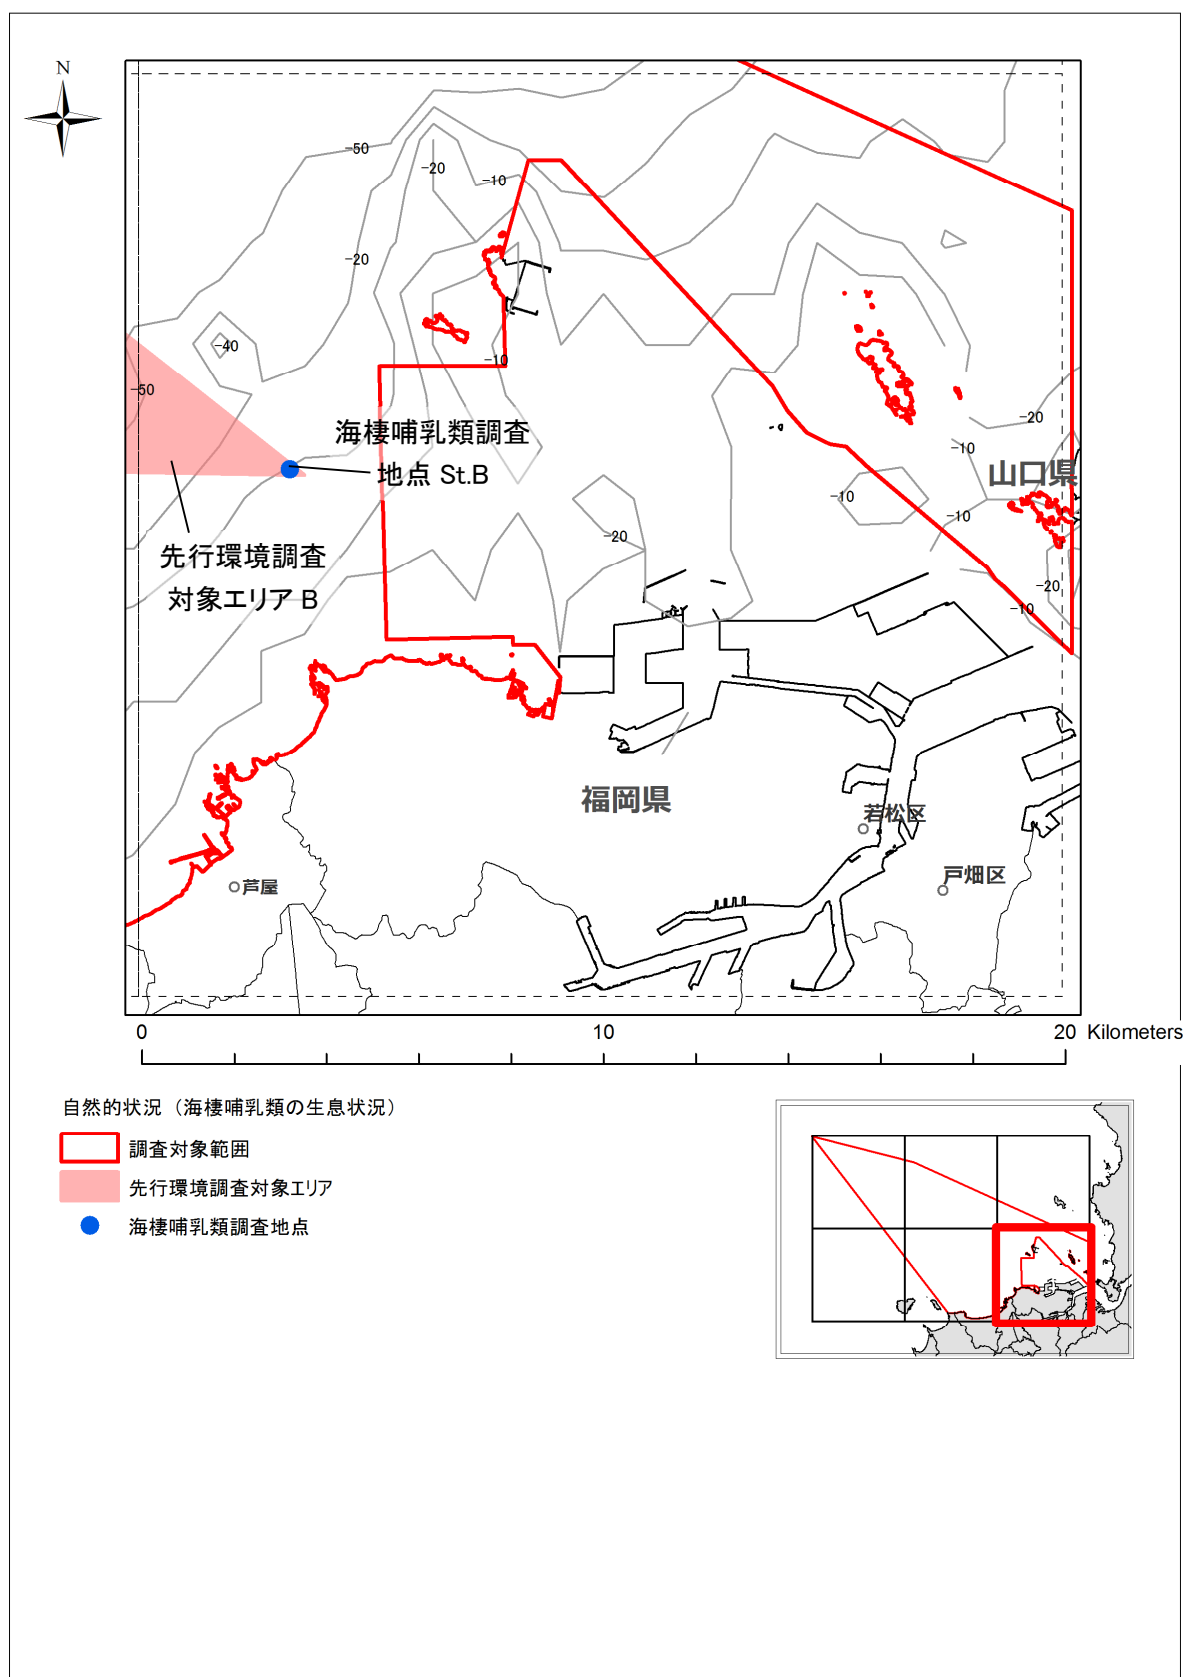 N
-50
-20
-10
-20
-40
-10
-50
海棲哺乳類調査
地点 St.B
-20
-10
山口県
-10
-10
-20
先行環境調査
対象エリア B
-20
-10
福岡県
若松区
戸畑区
芦屋
0 10 20 Kilometers
自然的状況（海棲哺乳類の生息状況）
調査対象範囲
先行環境調査対象エリア
海棲哺乳類調査地点